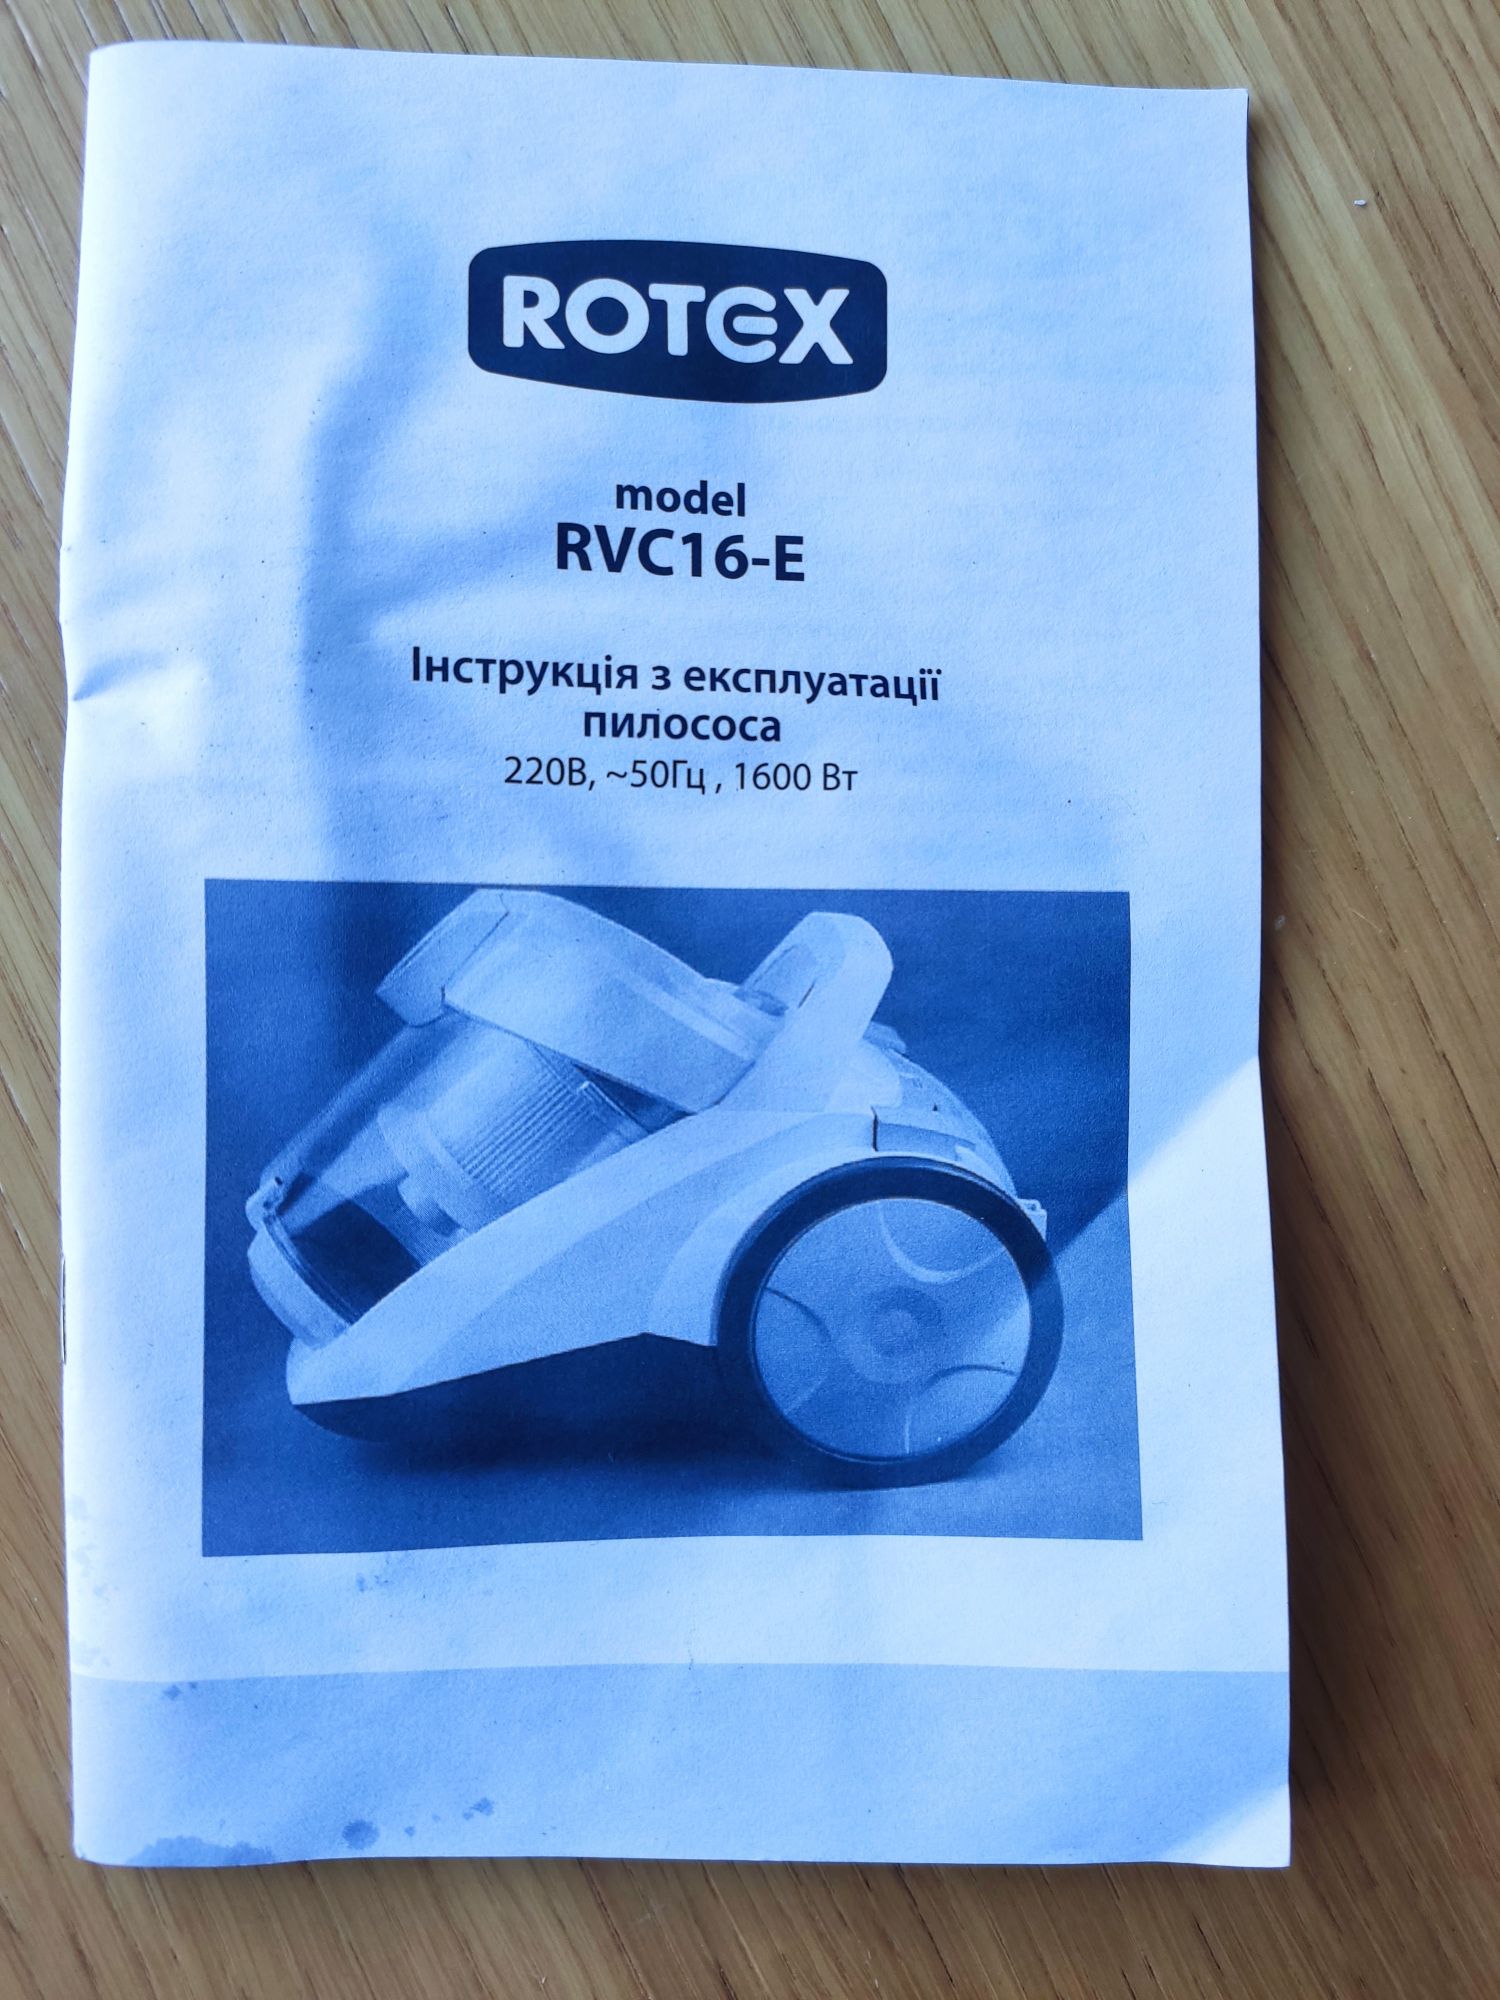 ROTEX
model
RVC16-E
Інструкція з експлуатації
пилососа
220В, ~50Гц , 1600 Вт